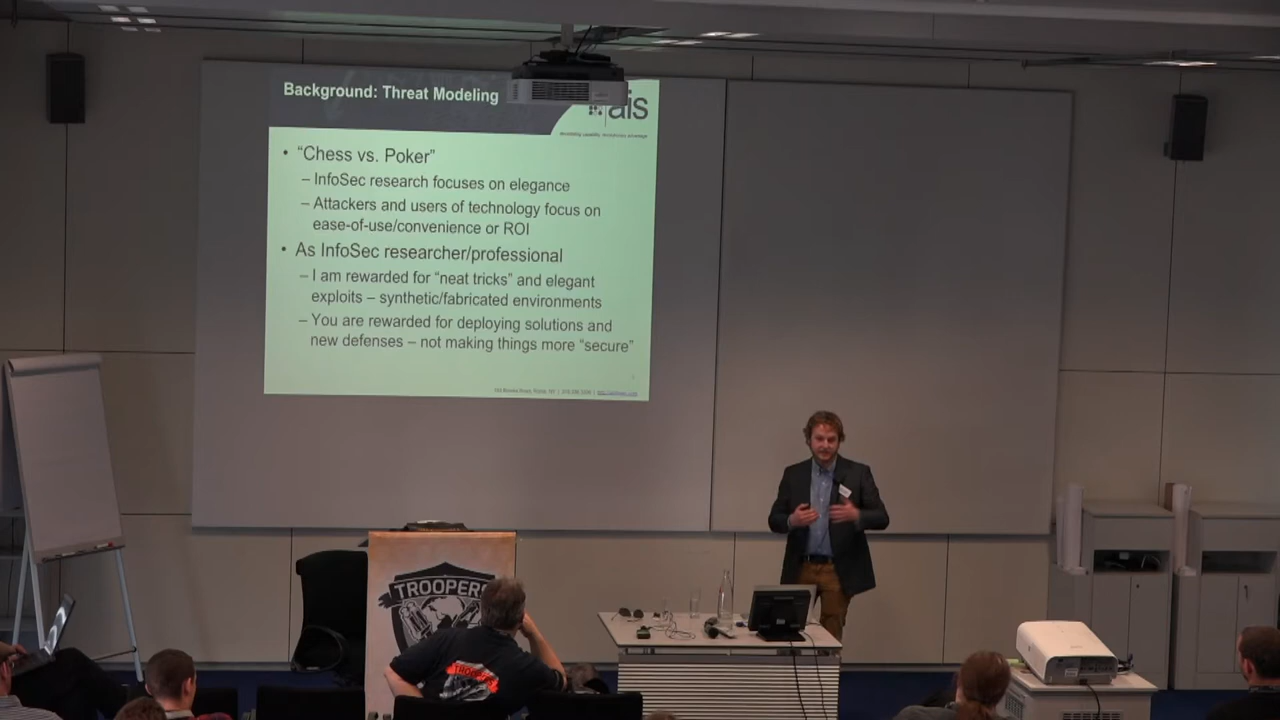 Background: Threat Modeling
ais
• “Chess vs. Poker”
– InfoSec research focuses on elegance
– Attackers and users of technology focus on
ease-of-use/convenience or ROI
• As InfoSec researcher/professional
– I am rewarded for “neat tricks” and elegant
exploits – synthetic/fabricated environments
– You are rewarded for deploying solutions and
new defenses – not making things more “secure”
TROOPERS
TROOPERS